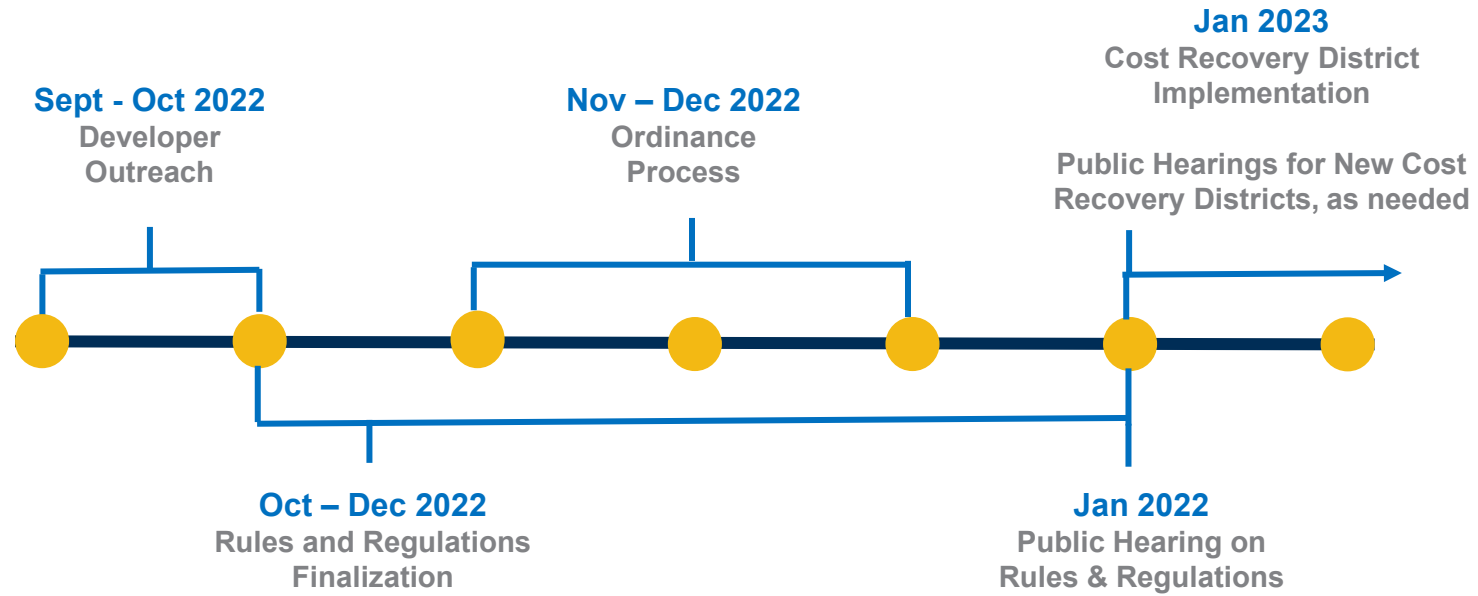 Sept - Oct 2022
Developer
Outreach
Nov – Dec 2022
Ordinance
Process
Jan 2023
Cost Recovery District
Implementation
Public Hearings for New Cost
Recovery Districts, as needed
Oct – Dec 2022
Rules and Regulations
Finalization
Jan 2022
Public Hearing on
Rules & Regulations